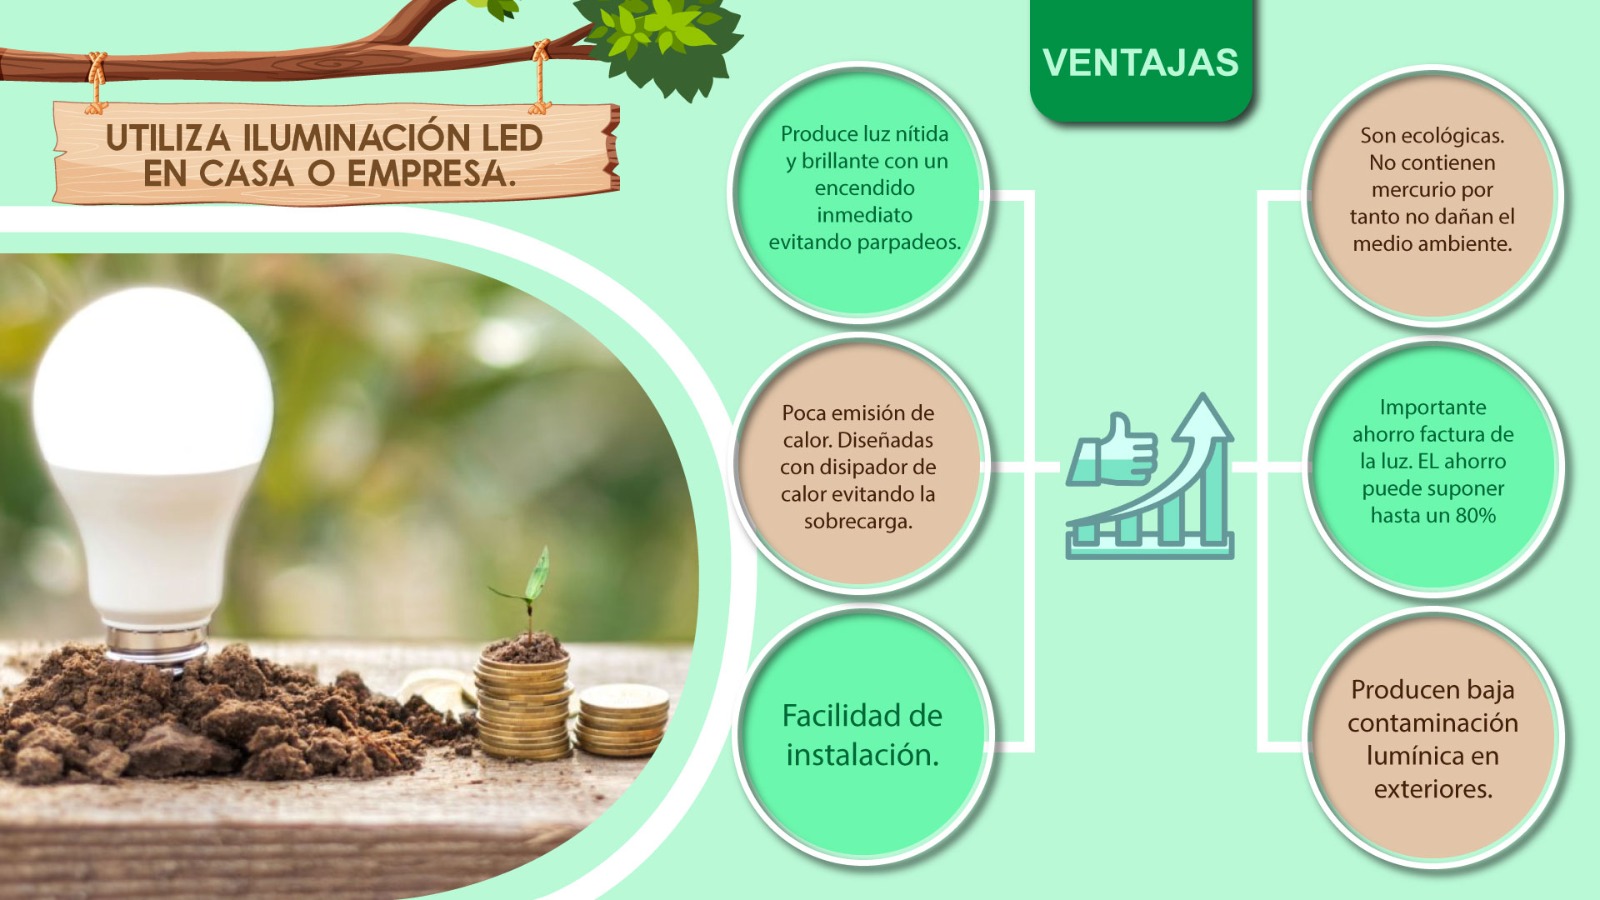 UTILIZA ILUMINACIÓN LED
EN CASA O EMPRESA.
VENTAJAS
Produce luz nítida
y brillante con un
encendido
inmediato
evitando parpadeos.
Poca emisión de
calor. Diseñadas
con disipador de
calor evitando la
sobrecarga.
Facilidad de
instalación.
Son ecológicas.
No contienen
mercurio por
tanto no dañan el
medio ambiente.
Importante
ahorro factura de
la luz. EL ahorro
puede suponer
hasta un 80%
Producen baja
contaminación
lumínica en
exteriores.